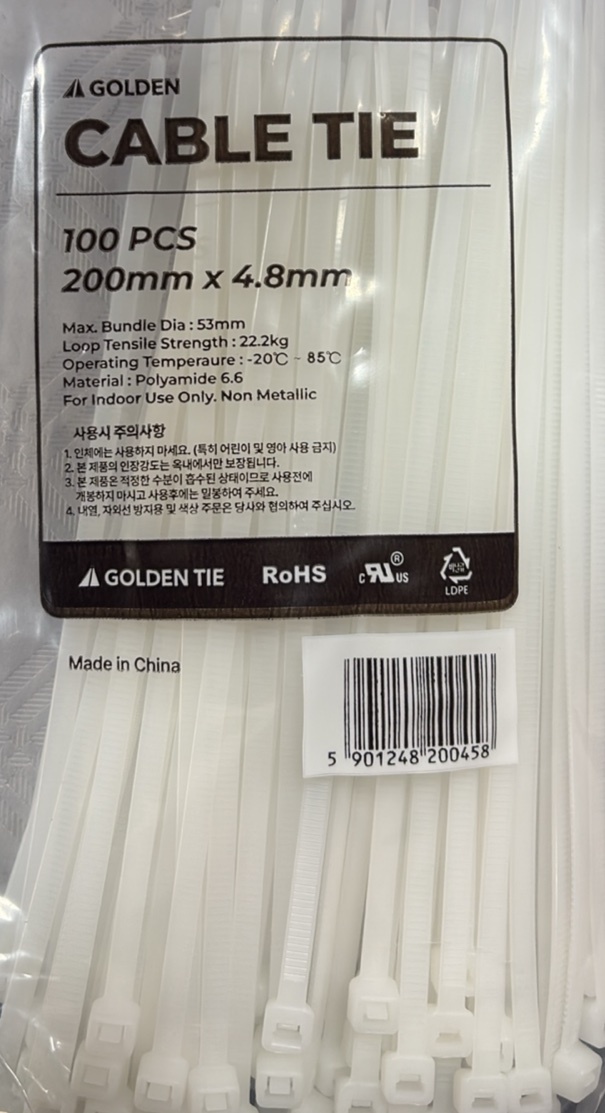 GOLDEN
CABLE TIE
100 PCS
200mm x 4.8mm
Max. Bundle Dia : 53mm
Loop Tensile Strength : 22.2kg
Operating Temperaure : -20℃ ~ 85℃
Material : Polyamide 6.6
For Indoor Use Only. Non Metallic
사용시 주의사항
1. 인체에는 사용하지 마세요. (특히 어린이 및 영아 사용 금지)
2. 본 제품의 인장강도는 옥내에서만 보장됩니다.
3. 본 제품은 적정한 수분이 흡수된 상태이므로 사용전에
개봉하지 마시고 사용후에는 밀봉하여 주세요.
4. 내열, 자외선 방지용 및 색상 주문은 당사와 협의하여 주십시오.
GOLDEN TIE RoHS c RU US ®
LDPE
Made in China
5 901248 200458